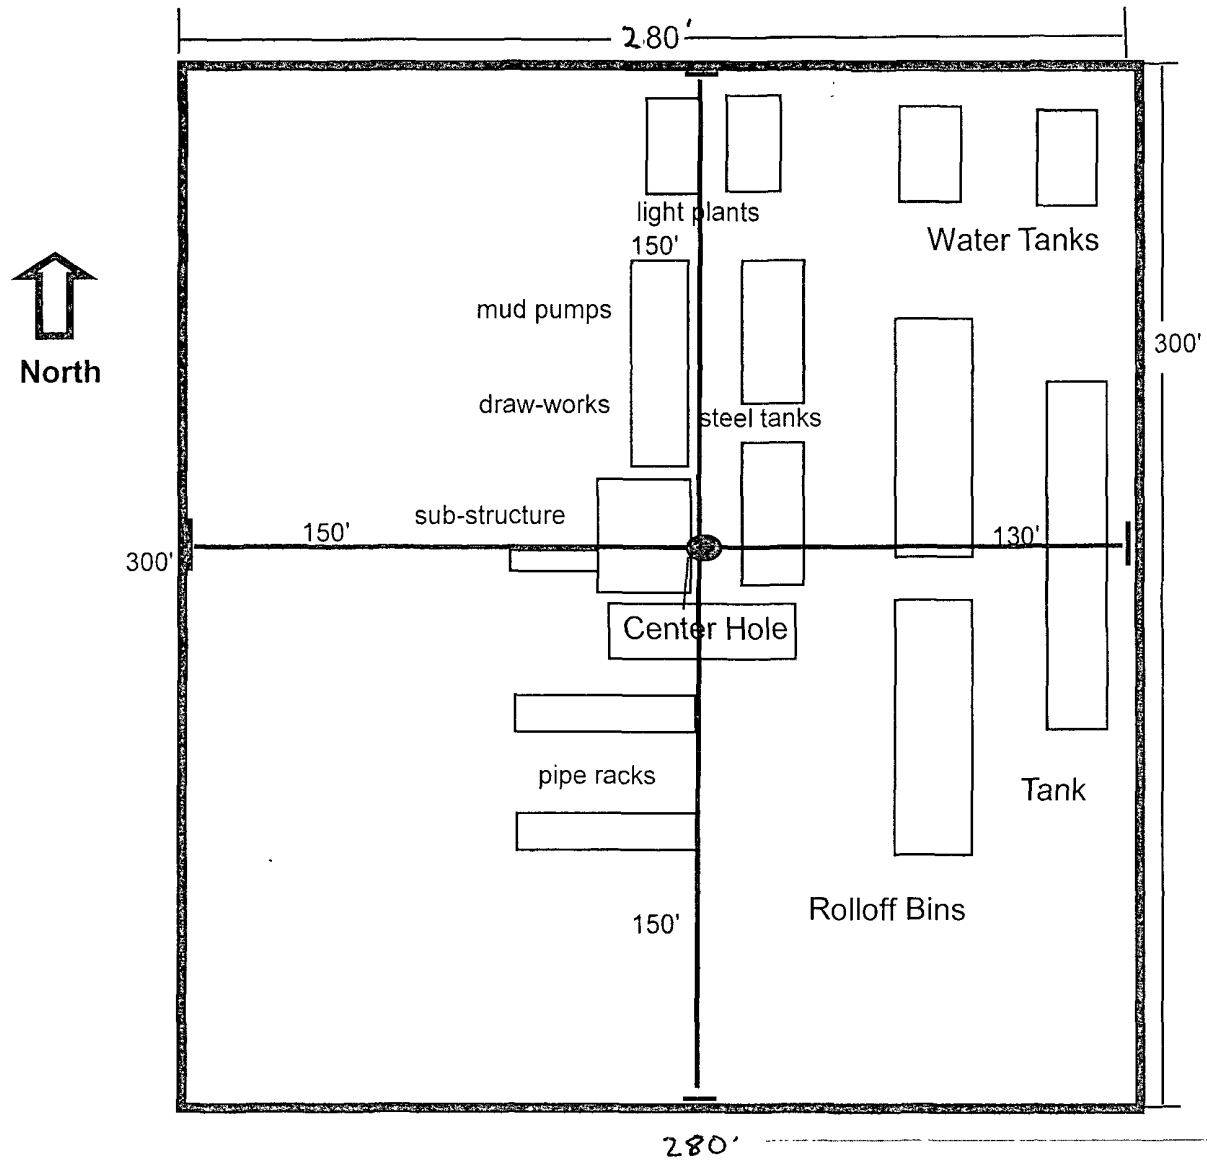 280'
light plants
150'
Water Tanks
mud pumps
300'
North
draw-works
steel tanks
sub-structure
150'
130'
300'
Center Hole
pipe racks
Tank
Rolloff Bins
150'
280'